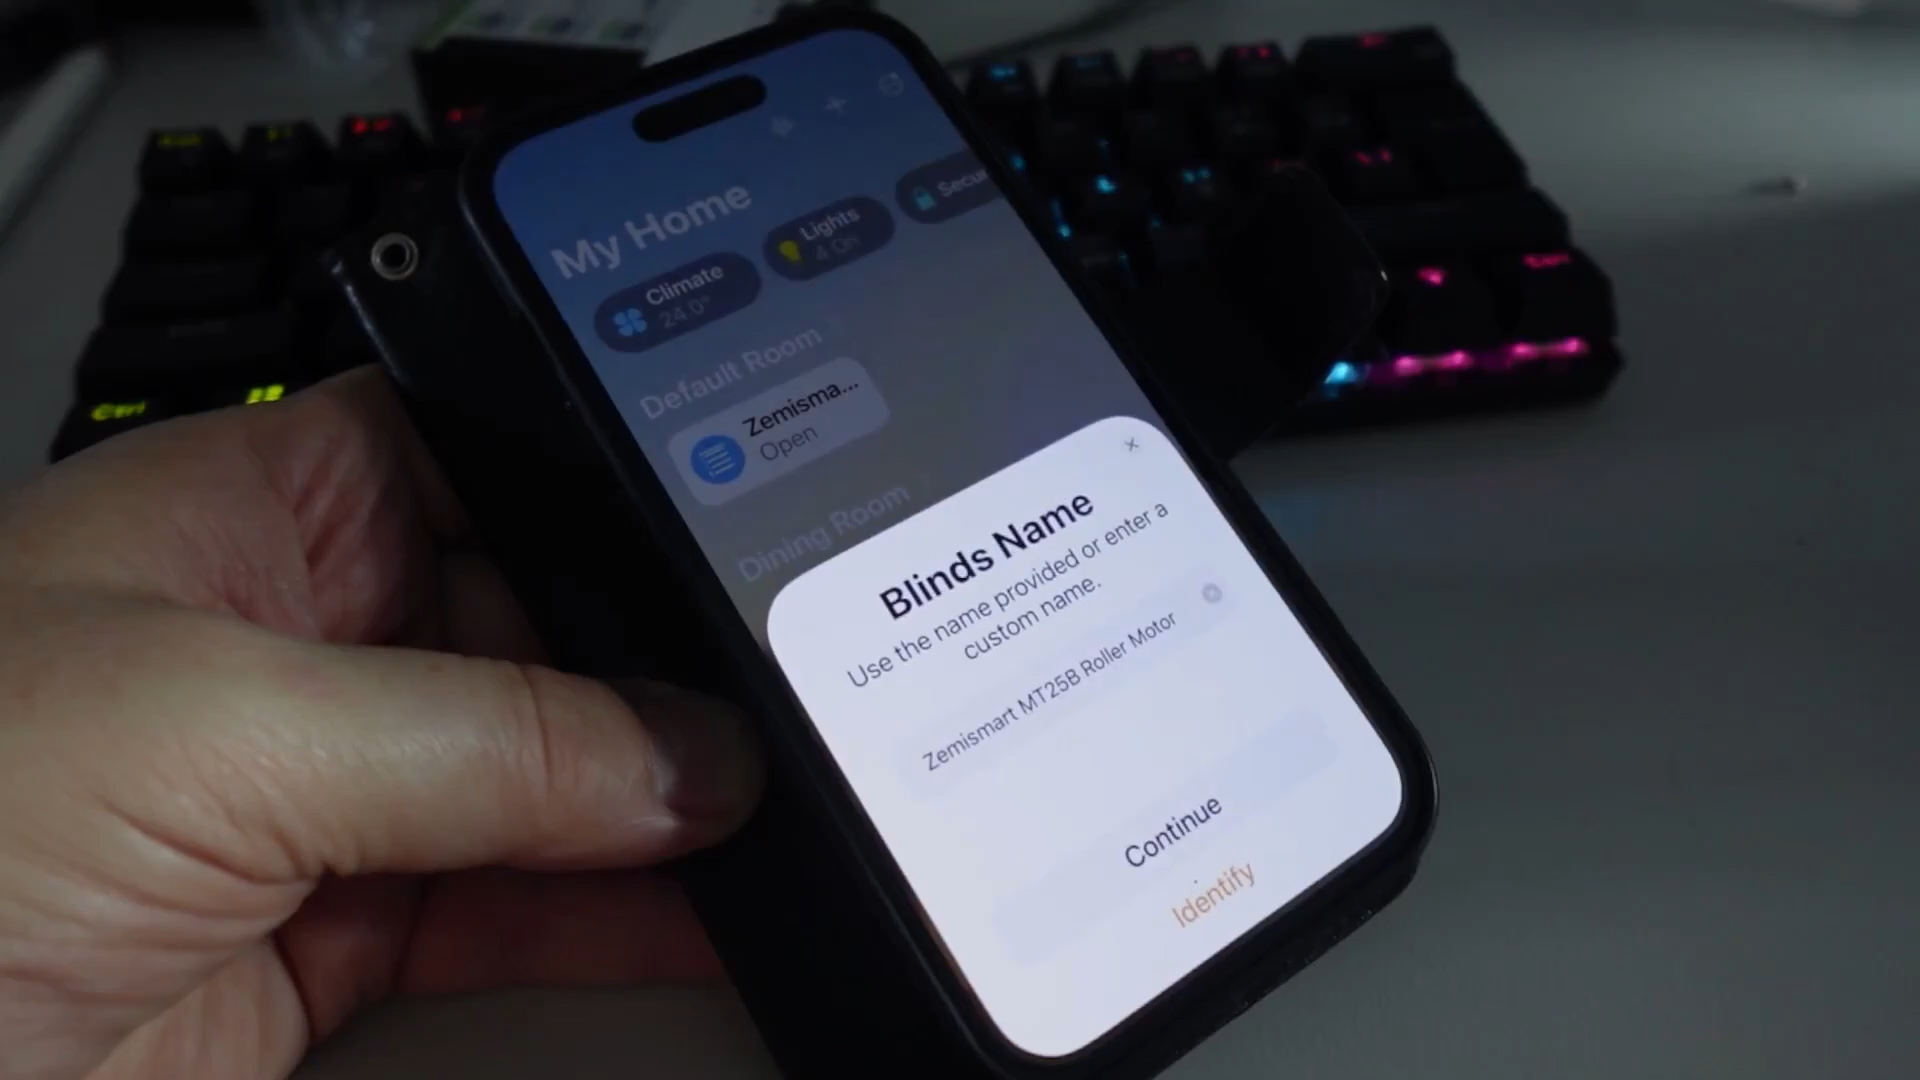 My Home
Climate
24.0°
Lights
4 On
Secu
Default Room
Zemisma...
Open
Dining Room
Blinds Name
Use the name provided or enter a
custom name.
Zemismart MT25B Roller Motor
Continue
Identify
Ctrl